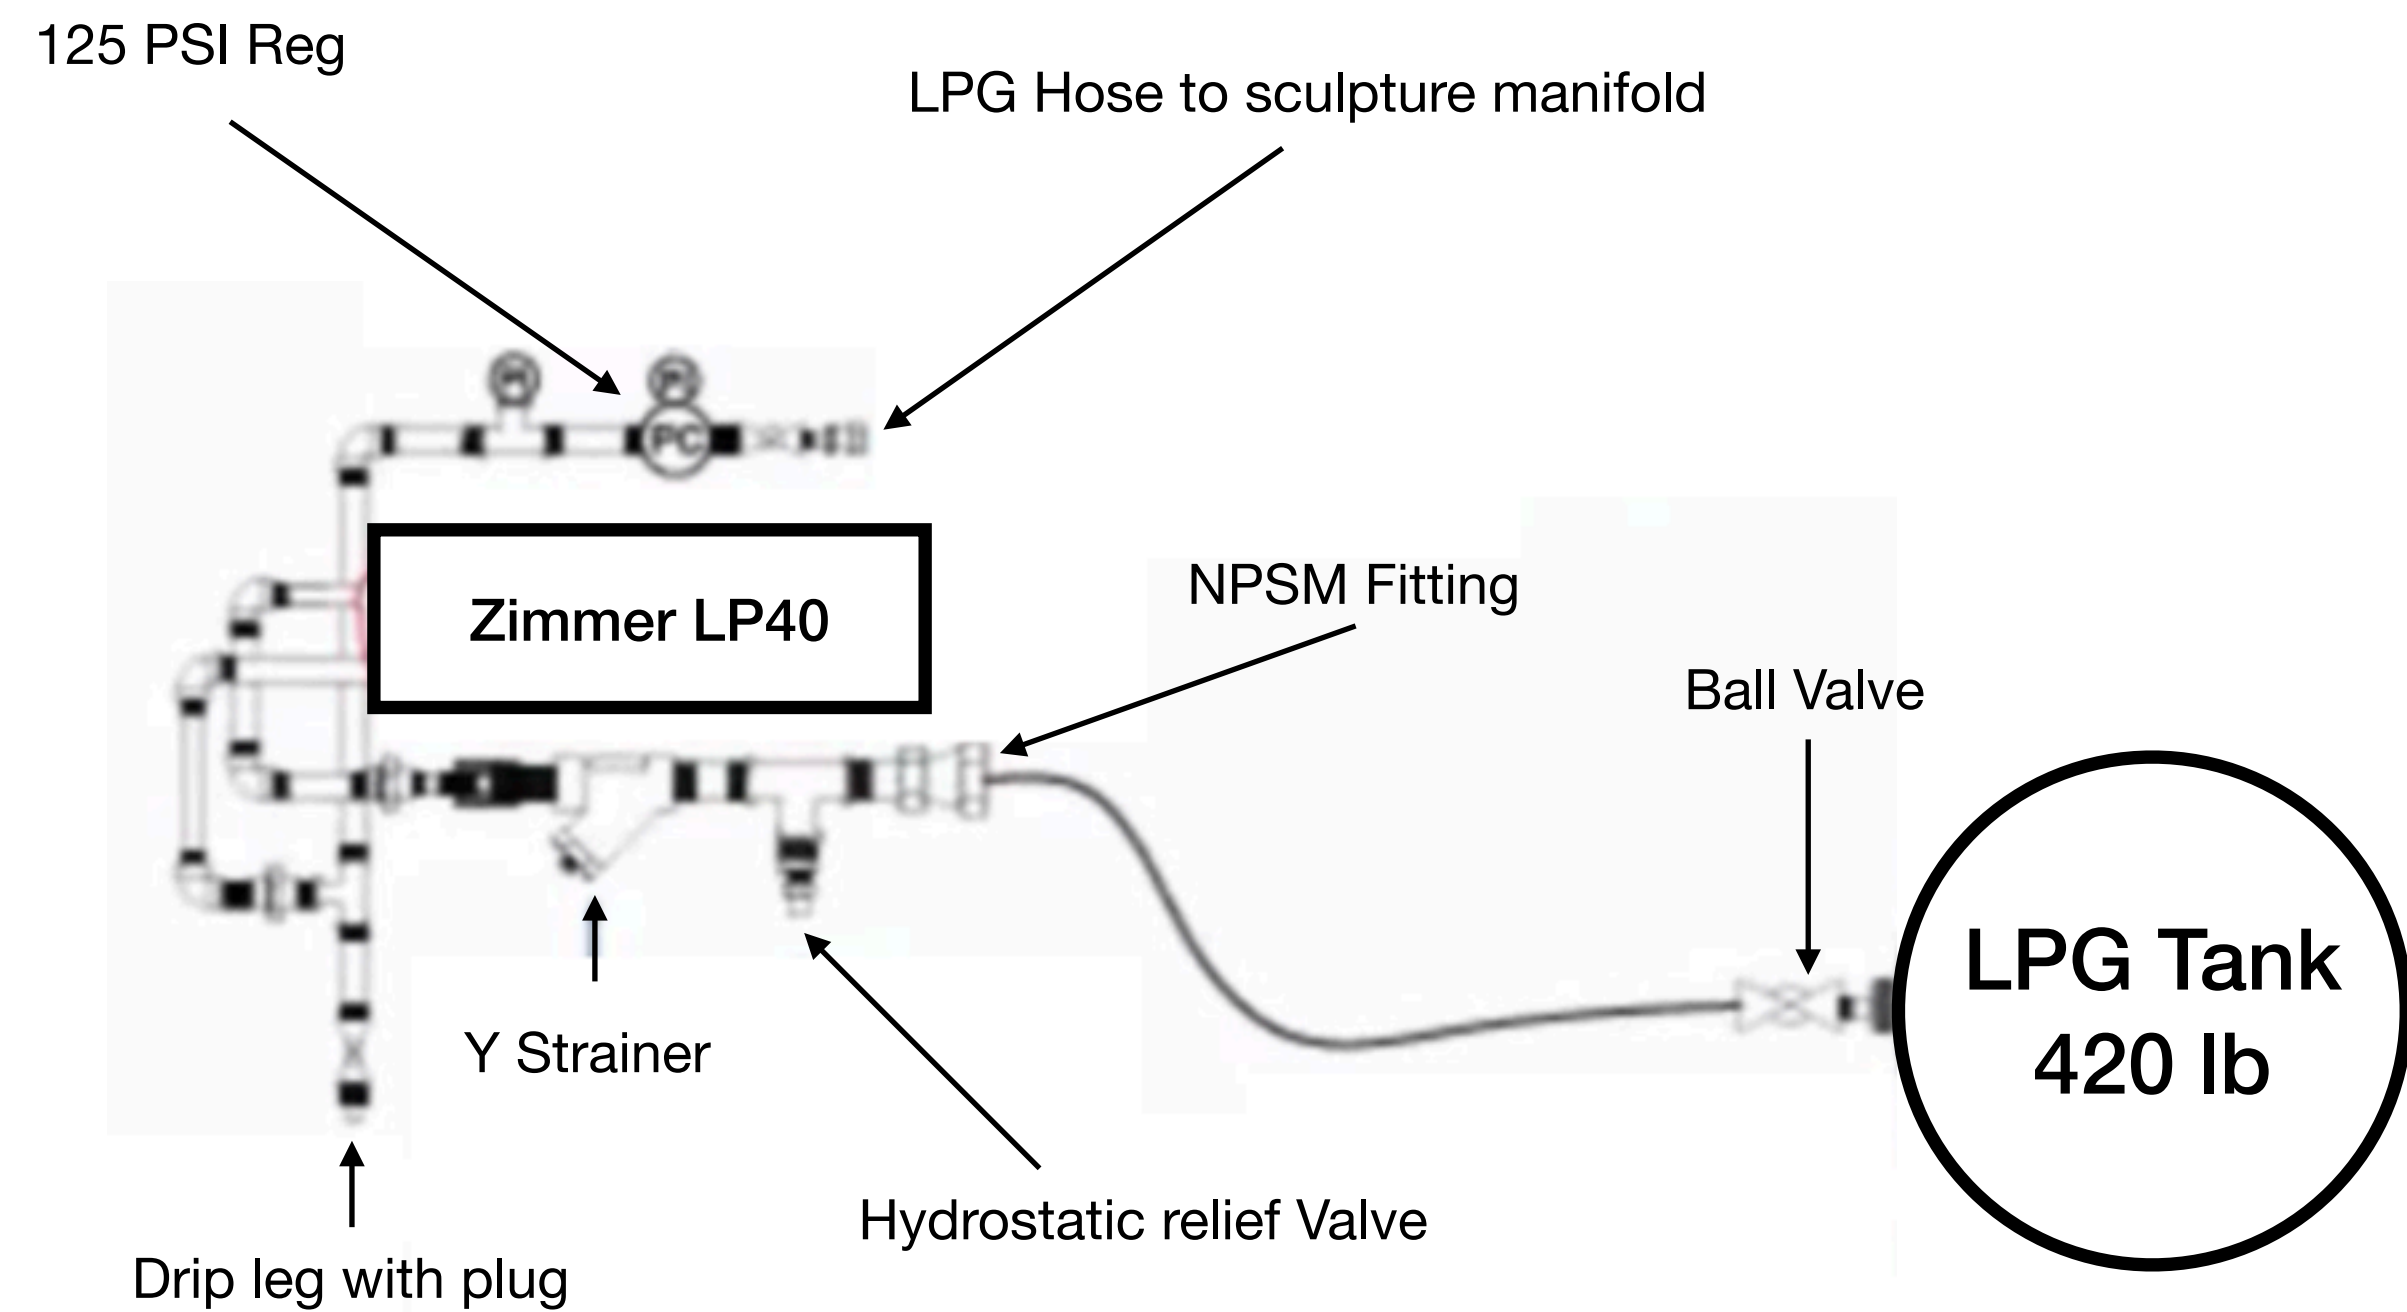 125 PSI Reg
LPG Hose to sculpture manifold
PC
Zimmer LP40
NPSM Fitting
Ball Valve
LPG Tank
420 lb
Y Strainer
Hydrostatic relief Valve
Drip leg with plug